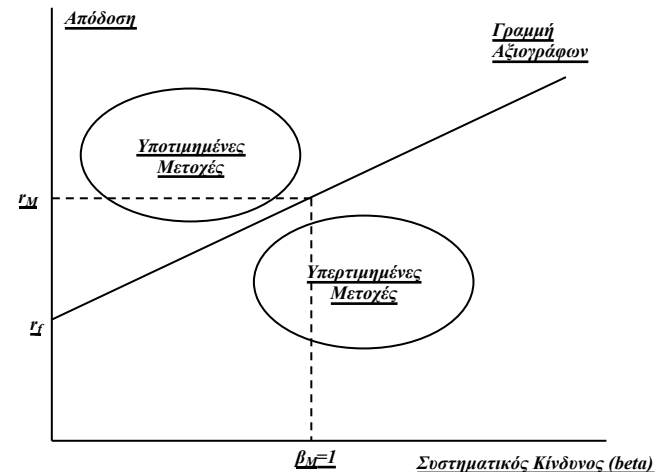 Απόδοση
Γραμμή
Αξιογράφων
Υποτιμημένες
Μετοχές
r_M
Υπερτιμημένες
Μετοχές
r_f
β_M=1
Συστηματικός Κίνδυνος (beta)